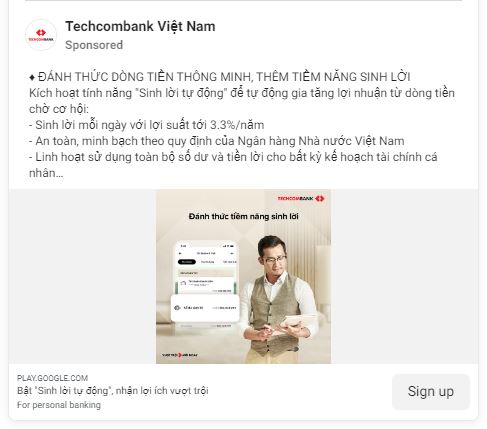 Techcombank Việt Nam
Sponsored
♦ ĐÁNH THỨC DÒNG TIỀN THÔNG MINH, THÊM TIỀM NĂNG SINH LỜI
Kích hoạt tính năng "Sinh lời tự động" để tự động gia tăng lợi nhuận từ dòng tiền
chờ cơ hội:
- Sinh lời mỗi ngày với lợi suất tới 3.3%/năm
- An toàn, minh bạch theo quy định của Ngân hàng Nhà nước Việt Nam
- Linh hoạt sử dụng toàn bộ số dư và tiền lời cho bất kỳ kế hoạch tài chính cá
nhân...
TECHCOMBANK
Đánh thức tiềm năng sinh lời
PLAY.GOOGLE.COM
Bật "Sinh lời tự động", nhận lợi ích vượt trội
For personal banking
Sign up